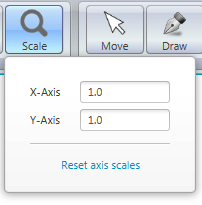 Scale Move Draw
X-Axis 1.0
Y-Axis 1.0
Reset axis scales